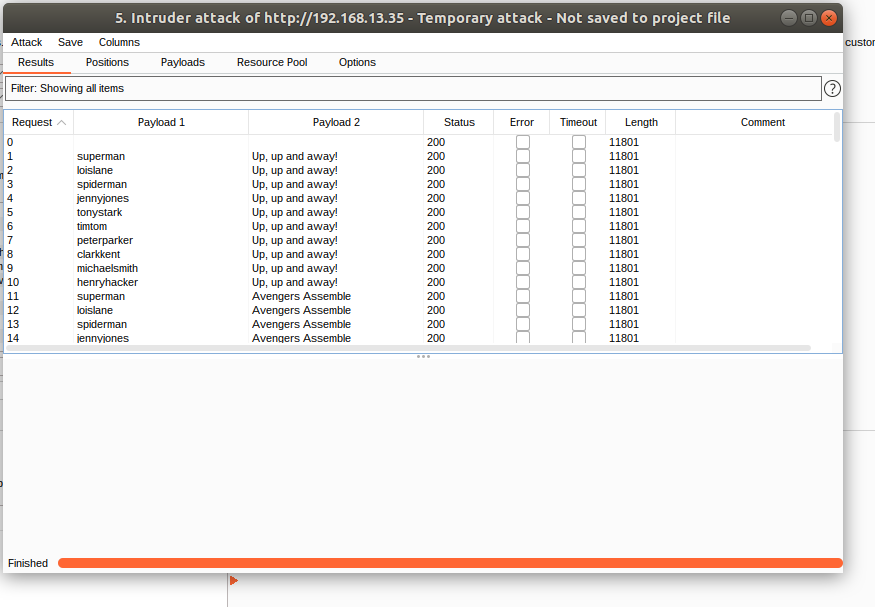 5. Intruder attack of http://192.168.13.35 - Temporary attack - Not saved to project file
Attack Save Columns
custor
Results Positions Payloads Resource Pool Options
Filter: Showing all items ?
Request Payload 1 Payload 2 Status Error Timeout Length Comment
0 200 11801
1 superman Up, up and away! 200 11801
2 loislane Up, up and away! 200 11801
3 spiderman Up, up and away! 200 11801
4 jennyjones Up, up and away! 200 11801
5 tonystark Up, up and away! 200 11801
6 timtom Up, up and away! 200 11801
7 peterparker Up, up and away! 200 11801
8 clarkkent Up, up and away! 200 11801
9 michaelsmith Up, up and away! 200 11801
10 henryhacker Up, up and away! 200 11801
11 superman Avengers Assemble 200 11801
12 loislane Avengers Assemble 200 11801
13 spiderman Avengers Assemble 200 11801
14 jennyjones Avengers Assemble 200 11801
Finished